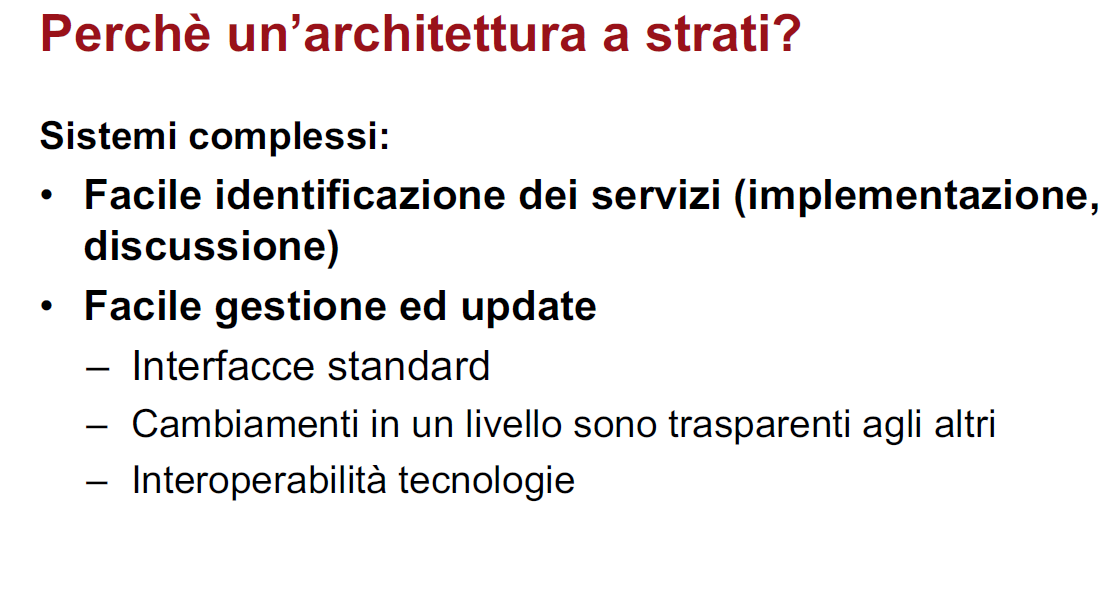 Perchè un’architettura a strati?
Sistemi complessi:
• Facile identificazione dei servizi (implementazione,
discussione)
• Facile gestione ed update
– Interfacce standard
– Cambiamenti in un livello sono trasparenti agli altri
– Interoperabilità tecnologie